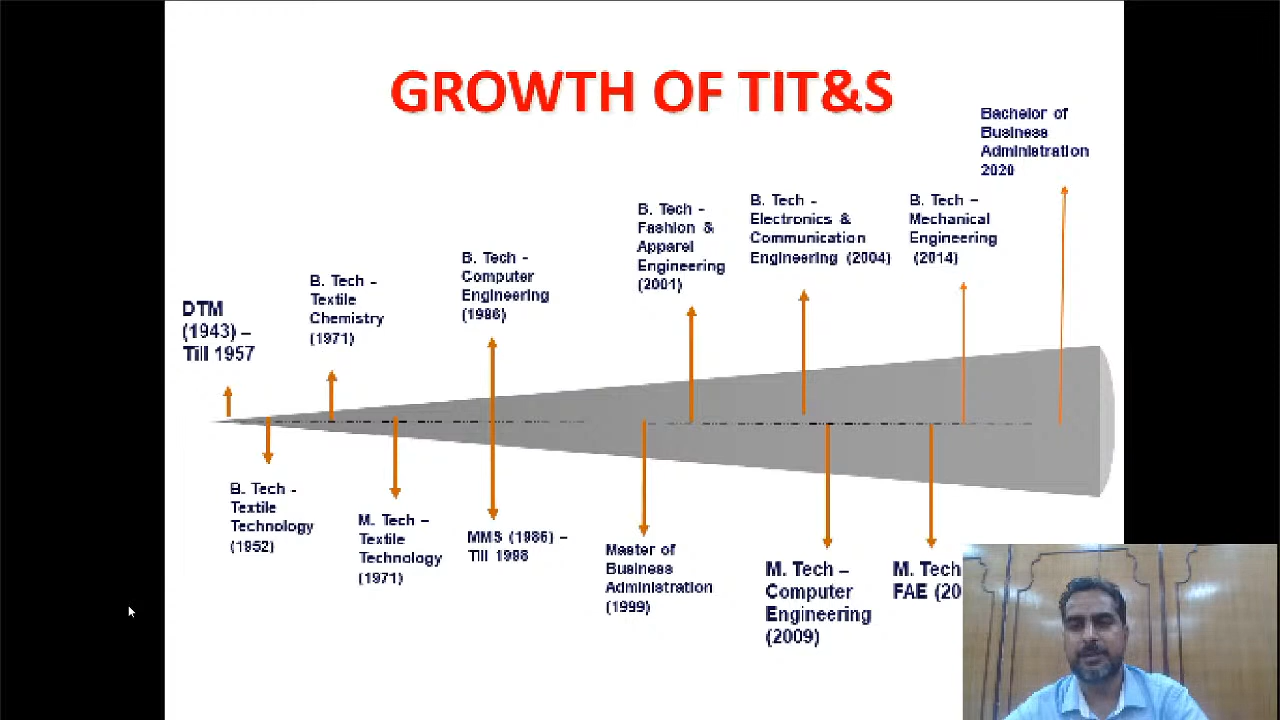 GROWTH OF TIT&S
Bachelor of
Business
Administration
2020
B. Tech -
Fashion &
Apparel
Engineering
(2001)
B. Tech -
Electronics &
Communication
Engineering (2004)
B. Tech –
Mechanical
Engineering
(2014)
B. Tech -
Computer
Engineering
(1986)
B. Tech –
Textile
Chemistry
(1971)
DTM
(1943) –
Till 1957
B. Tech -
Textile
Technology
(1952)
M. Tech –
Textile
Technology
(1971)
MMS (1986) –
Till 1998
Master of
Business
Administration
(1999)
M. Tech –
Computer
Engineering
(2009)
M. Tech
FAE (20